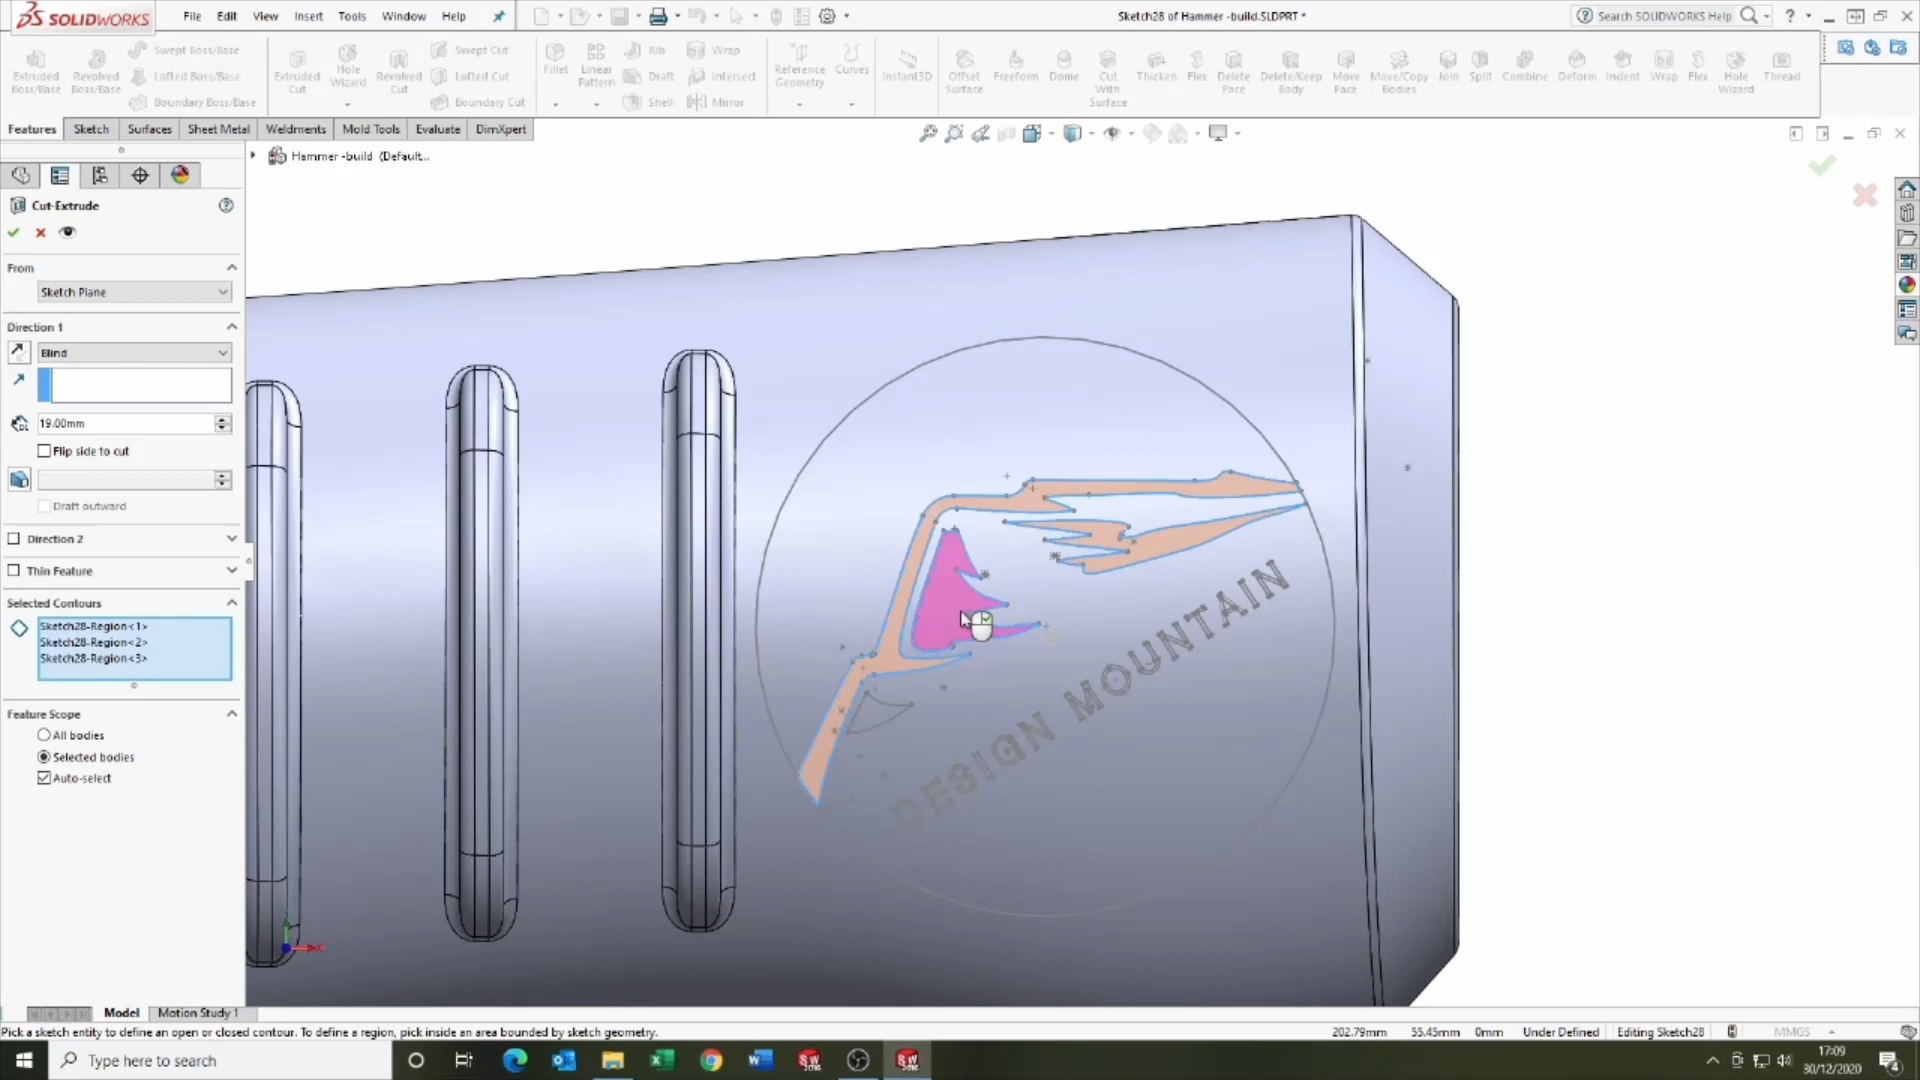 SOLIDWORKS
File Edit View Insert Tools Window Help
Sketch28 of Hammer -build.SLDPRT *
Search SOLIDWORKS Help
Extruded Boss/Base
Revolved Boss/Base
Swept Boss/Base
Lofted Boss/Base
Boundary Boss/Base
Extruded Cut
Hole Wizard
Revolved Cut
Swept Cut
Lofted Cut
Boundary Cut
Fillet
Linear Pattern
Rib
Draft
Shell
Wrap
Intersect
Mirror
Reference Geometry
Curves
Instant3D
Offset Surface
Freeform
Dome
Cut With Surface
Thicken
Flex
Delete Face
Delete/Keep Body
Move Face
Move/Copy Bodies
Join
Split
Combine
Deform
Indent
Wrap
Flex
Hole Wizard
Thread
Features Sketch Surfaces Sheet Metal Weldments Mold Tools Evaluate DimXpert
Hammer -build (Default...
Cut-Extrude
From
Sketch Plane
Direction 1
Blind
19.00mm
Flip side to cut
Draft outward
Direction 2
Thin Feature
Selected Contours
Sketch28-Region<1>
Sketch28-Region<2>
Sketch28-Region<3>
Feature Scope
All bodies
Selected bodies
Auto-select
DESIGN MOUNTAIN
Model Motion Study 1
Pick a sketch entity to define an open or closed contour. To define a region, pick inside an area bounded by sketch geometry.
202.79mm 55.45mm 0mm Under Defined Editing Sketch28 MMGS
Type here to search
17:09
30/12/2020